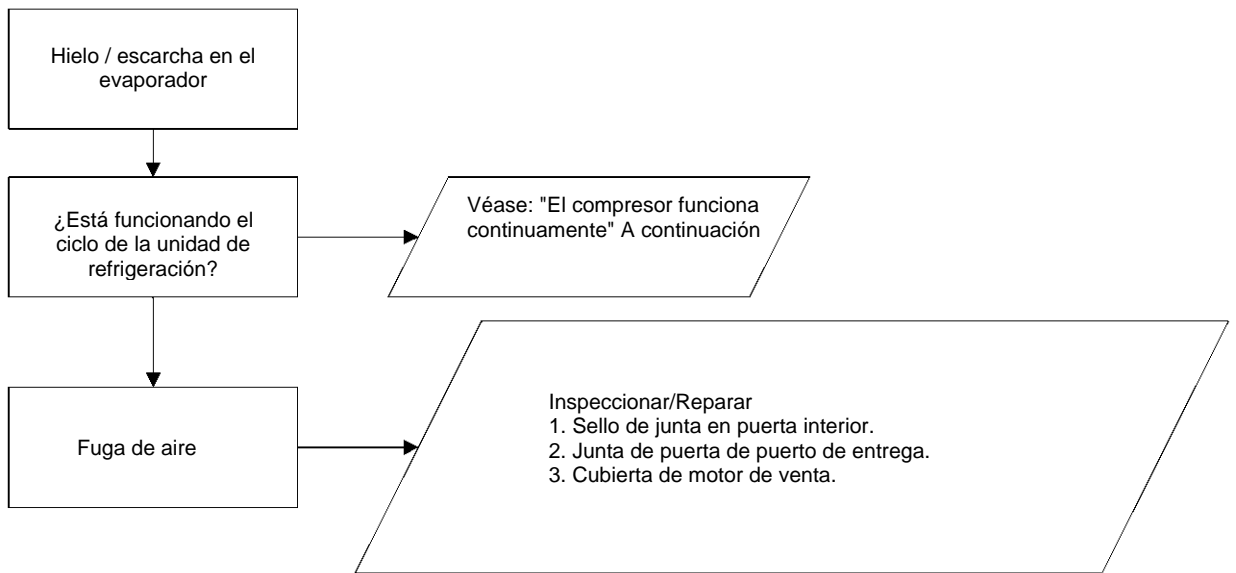 Hielo / escarcha en el
evaporador
¿Está funcionando el
ciclo de la unidad de
refrigeración?
Véase: "El compresor funciona
continuamente" A continuación
Fuga de aire
Inspeccionar/Reparar
1. Sello de junta en puerta interior.
2. Junta de puerta de puerto de entrega.
3. Cubierta de motor de venta.